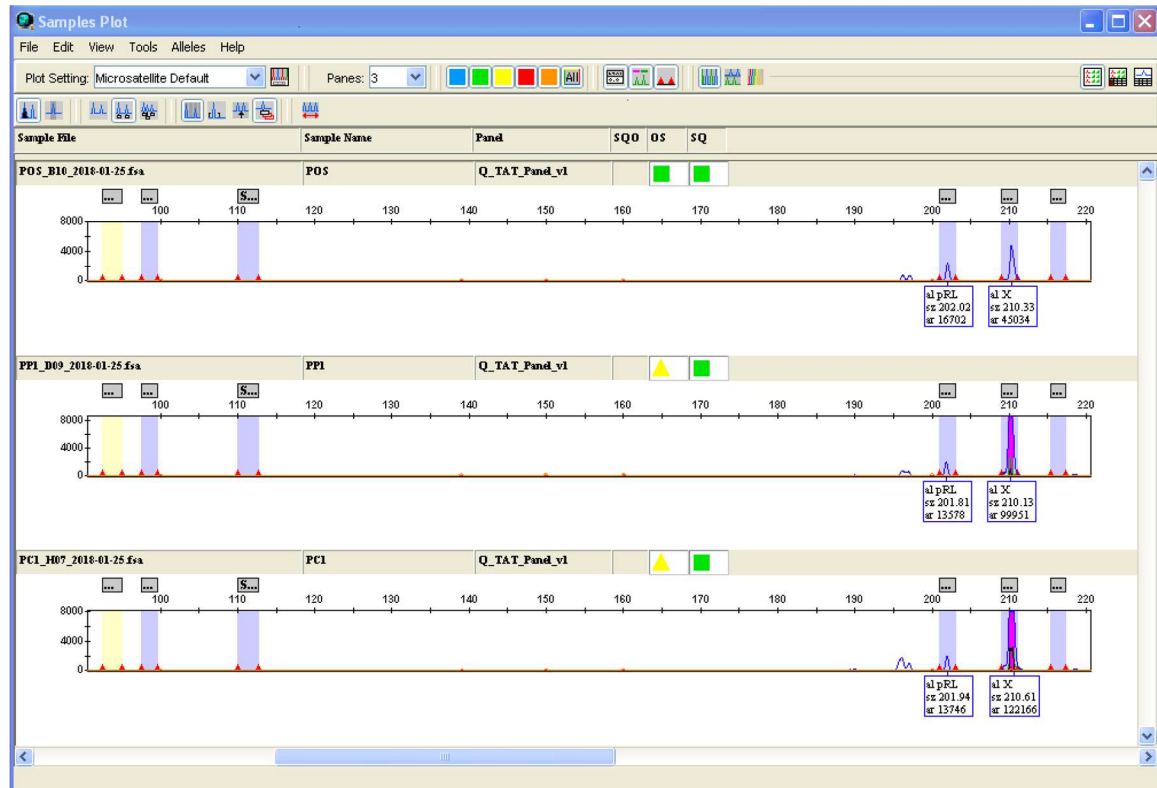 Samples Plot
File Edit View Tools Alleles Help
Plot Setting: Microsatellite Default Panes: 3 All
Sample File Sample Name Panel SQO OS SQ
POS_B10_2018-01-25.fsa POS Q_TAT_Panel_v1
... ... S... ... ... ...
100 110 120 130 140 150 160 170 180 190 200 210 220
8000
4000
0
al pRL al X
sz 202.02 sz 210.33
ar 16702 ar 45034
PP1_D09_2018-01-25.fsa PP1 Q_TAT_Panel_v1
... ... S... ... ... ...
100 110 120 130 140 150 160 170 180 190 200 210 220
8000
4000
0
al pRL al X
sz 201.81 sz 210.13
ar 13578 ar 99951
PC1_H07_2018-01-25.fsa PC1 Q_TAT_Panel_v1
... ... S... ... ... ...
100 110 120 130 140 150 160 170 180 190 200 210 220
8000
4000
0
al pRL al X
sz 201.94 sz 210.61
ar 13746 ar 122166